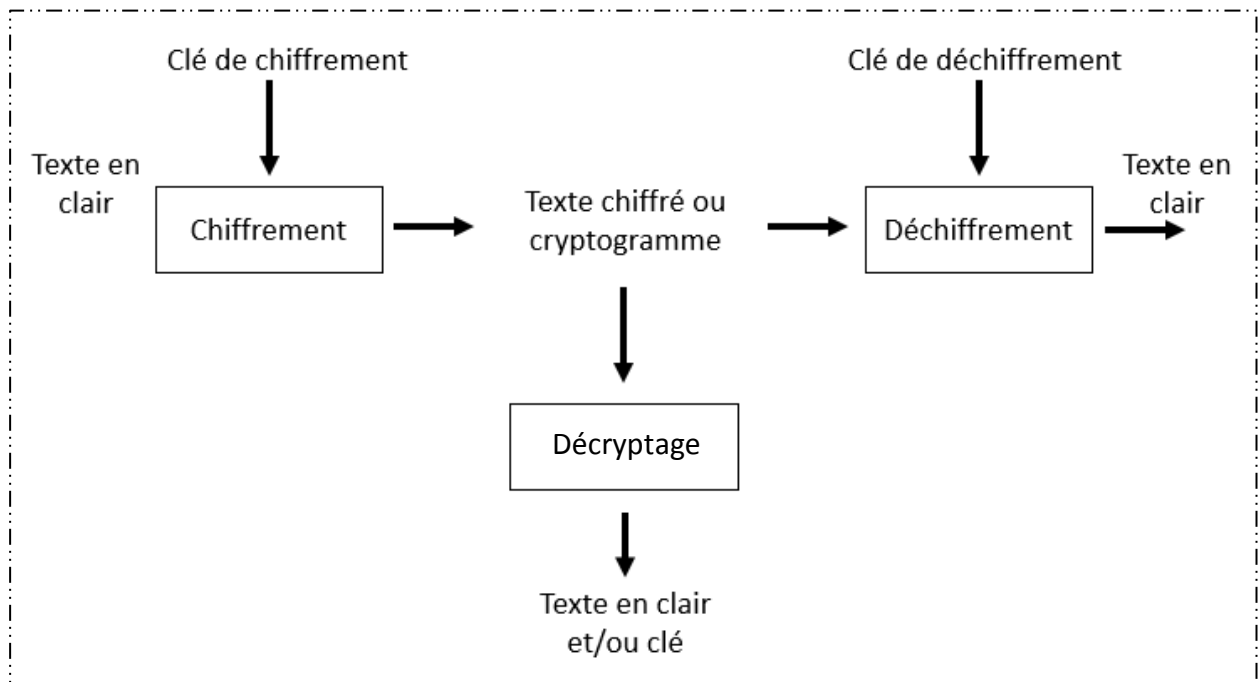 Clé de chiffrement
Clé de déchiffrement
Texte en
clair
Chiffrement
Texte chiffré ou
cryptogramme
Déchiffrement
Texte en
clair
Décryptage
Texte en clair
et/ou clé